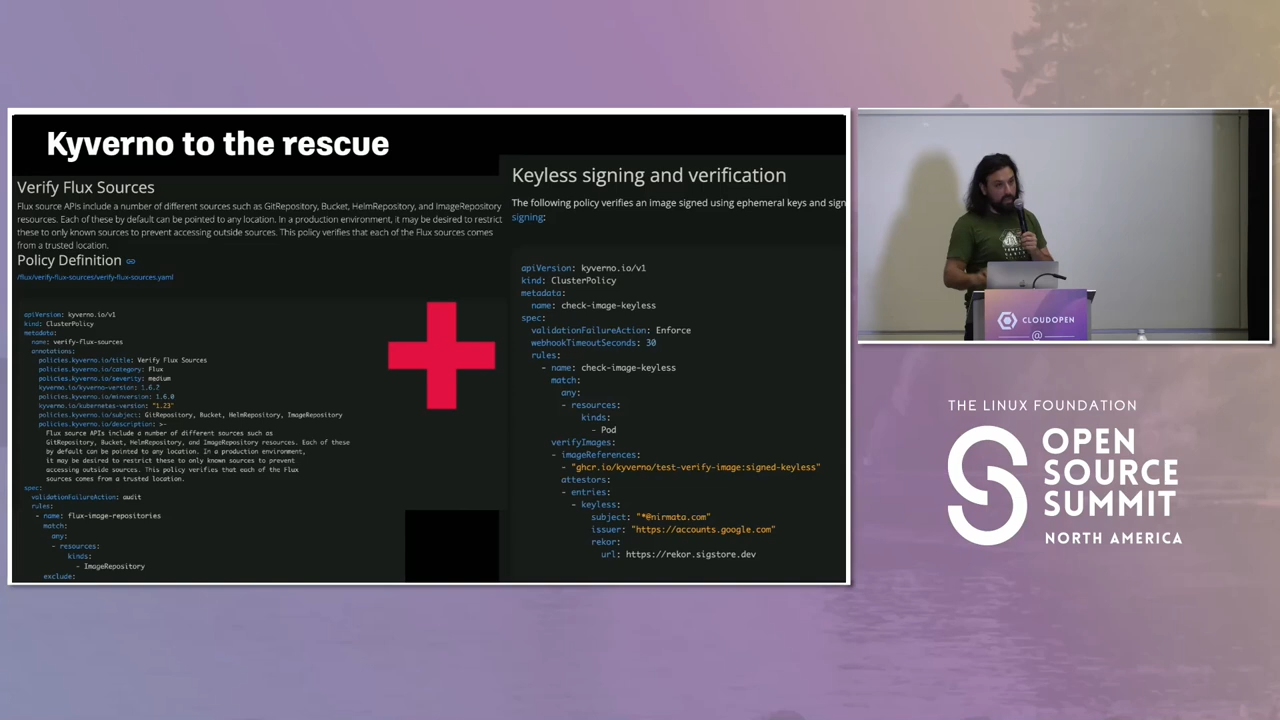 Kyverno to the rescue
Verify Flux Sources
Flux source APIs include a number of different sources such as GitRepository, Bucket, HelmRepository, and ImageRepository
resources. Each of these by default can be pointed to any location. In a production environment, it may be desired to restrict
these to only known sources to prevent accessing outside sources. This policy verifies that each of the Flux sources comes
from a trusted location.
Policy Definition
/flux/verify-flux-sources/verify-flux-sources.yaml
apiVersion: kyverno.io/v1
kind: ClusterPolicy
metadata:
name: verify-flux-sources
annotations:
policies.kyverno.io/title: Verify Flux Sources
policies.kyverno.io/category: Flux
policies.kyverno.io/severity: medium
kyverno.io/kyverno-version: 1.6.2
policies.kyverno.io/minversion: 1.6.0
kyverno.io/kubernetes-version: "1.23"
policies.kyverno.io/subject: GitRepository, Bucket, HelmRepository, ImageRepository
policies.kyverno.io/description: >-
Flux source APIs include a number of different sources such as
GitRepository, Bucket, HelmRepository, and ImageRepository resources. Each of these
by default can be pointed to any location. In a production environment,
it may be desired to restrict these to only known sources to prevent
accessing outside sources. This policy verifies that each of the Flux
sources comes from a trusted location.
spec:
validationFailureAction: audit
rules:
- name: flux-image-repositories
match:
any:
- resources:
kinds:
- ImageRepository
exclude:
Keyless signing and verification
The following policy verifies an image signed using ephemeral keys and sign
signing:
apiVersion: kyverno.io/v1
kind: ClusterPolicy
metadata:
name: check-image-keyless
spec:
validationFailureAction: Enforce
webhookTimeoutSeconds: 30
rules:
- name: check-image-keyless
match:
any:
- resources:
kinds:
- Pod
verifyImages:
- imageReferences:
- "ghcr.io/kyverno/test-verify-image:signed-keyless"
attestors:
- entries:
- keyless:
subject: "*@nirmata.com"
issuer: "https://accounts.google.com"
rekor:
url: https://rekor.sigstore.dev
CLOUDOPEN
@
THE LINUX FOUNDATION
OPEN
SOURCE
SUMMIT
NORTH AMERICA